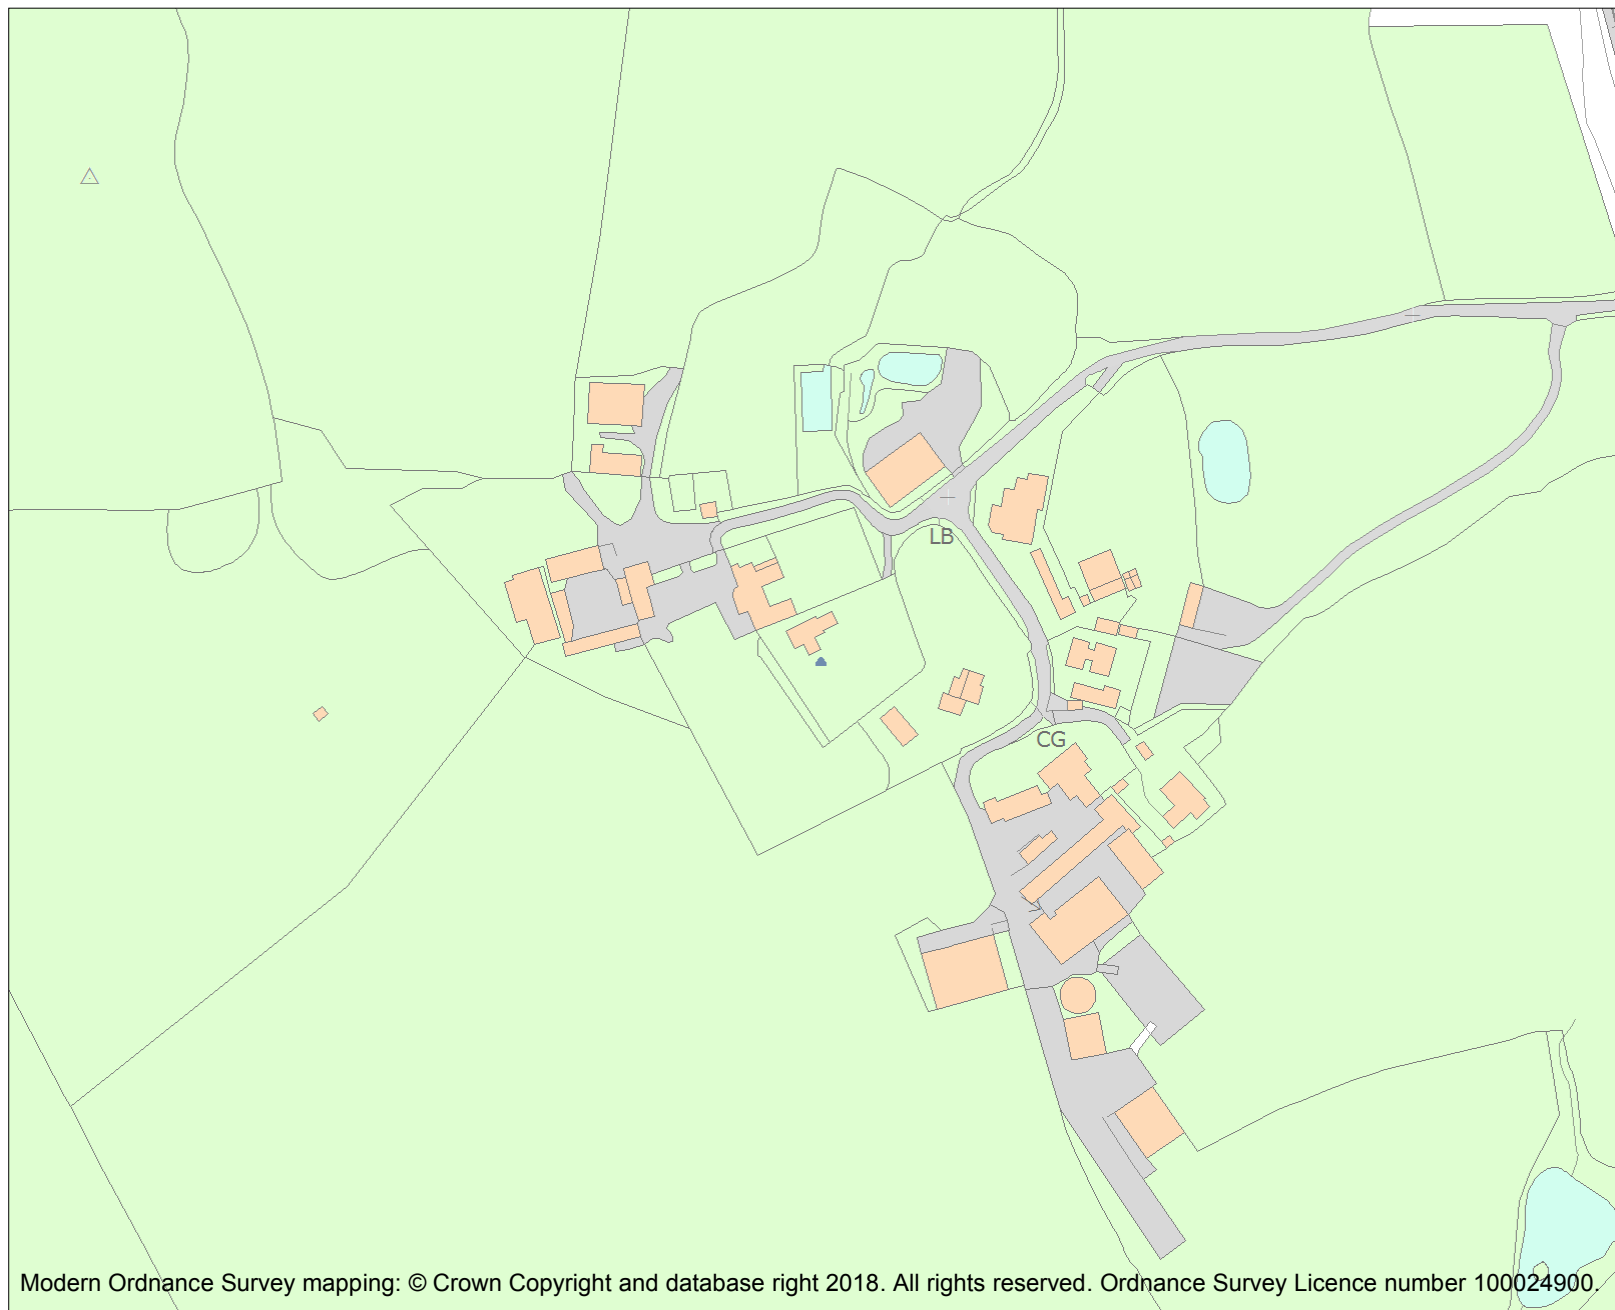 LB
CG
Modern Ordnance Survey mapping: © Crown Copyright and database right 2018. All rights reserved. Ordnance Survey Licence number 100024900.